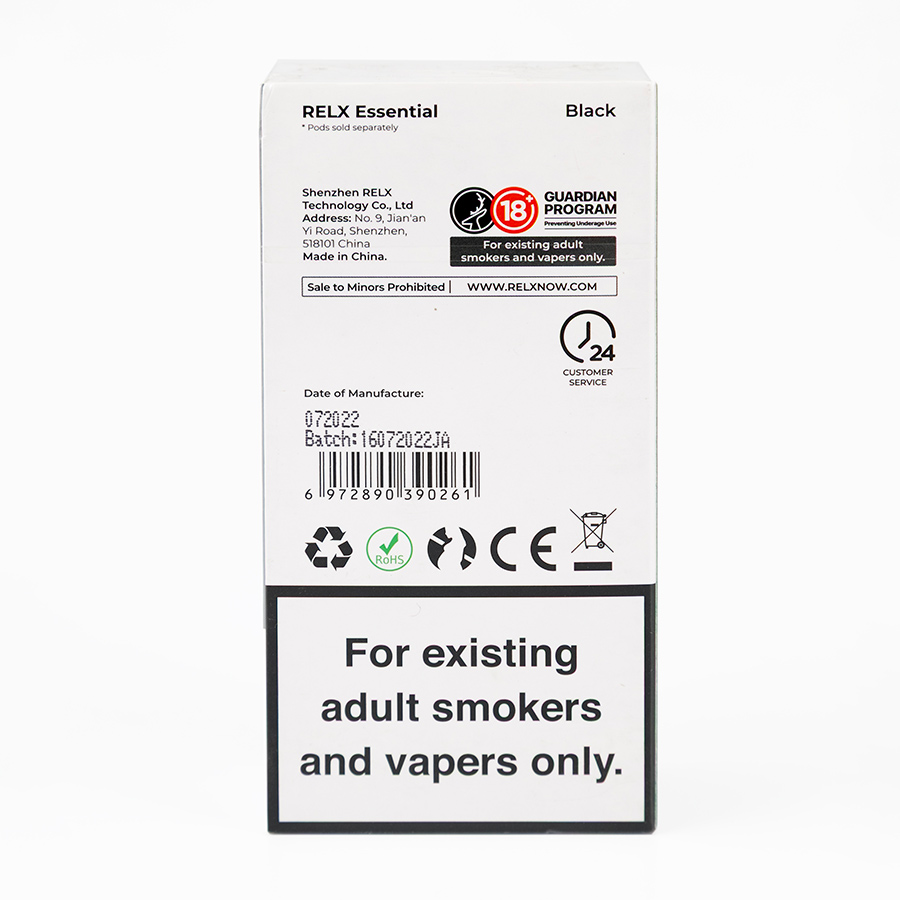 RELX Essential Black
* Pods sold separately
Shenzhen RELX
Technology Co., Ltd
Address: No. 9, Jian'an
Yi Road, Shenzhen,
518101 China
Made in China.
18+
GUARDIAN
PROGRAM
Preventing Underage Use
For existing adult
smokers and vapers only.
Sale to Minors Prohibited | WWW.RELXNOW.COM
24
CUSTOMER
SERVICE
Date of Manufacture:
072022
Batch:16072022JA
6 972890 390261
RoHS
CE
For existing
adult smokers
and vapers only.